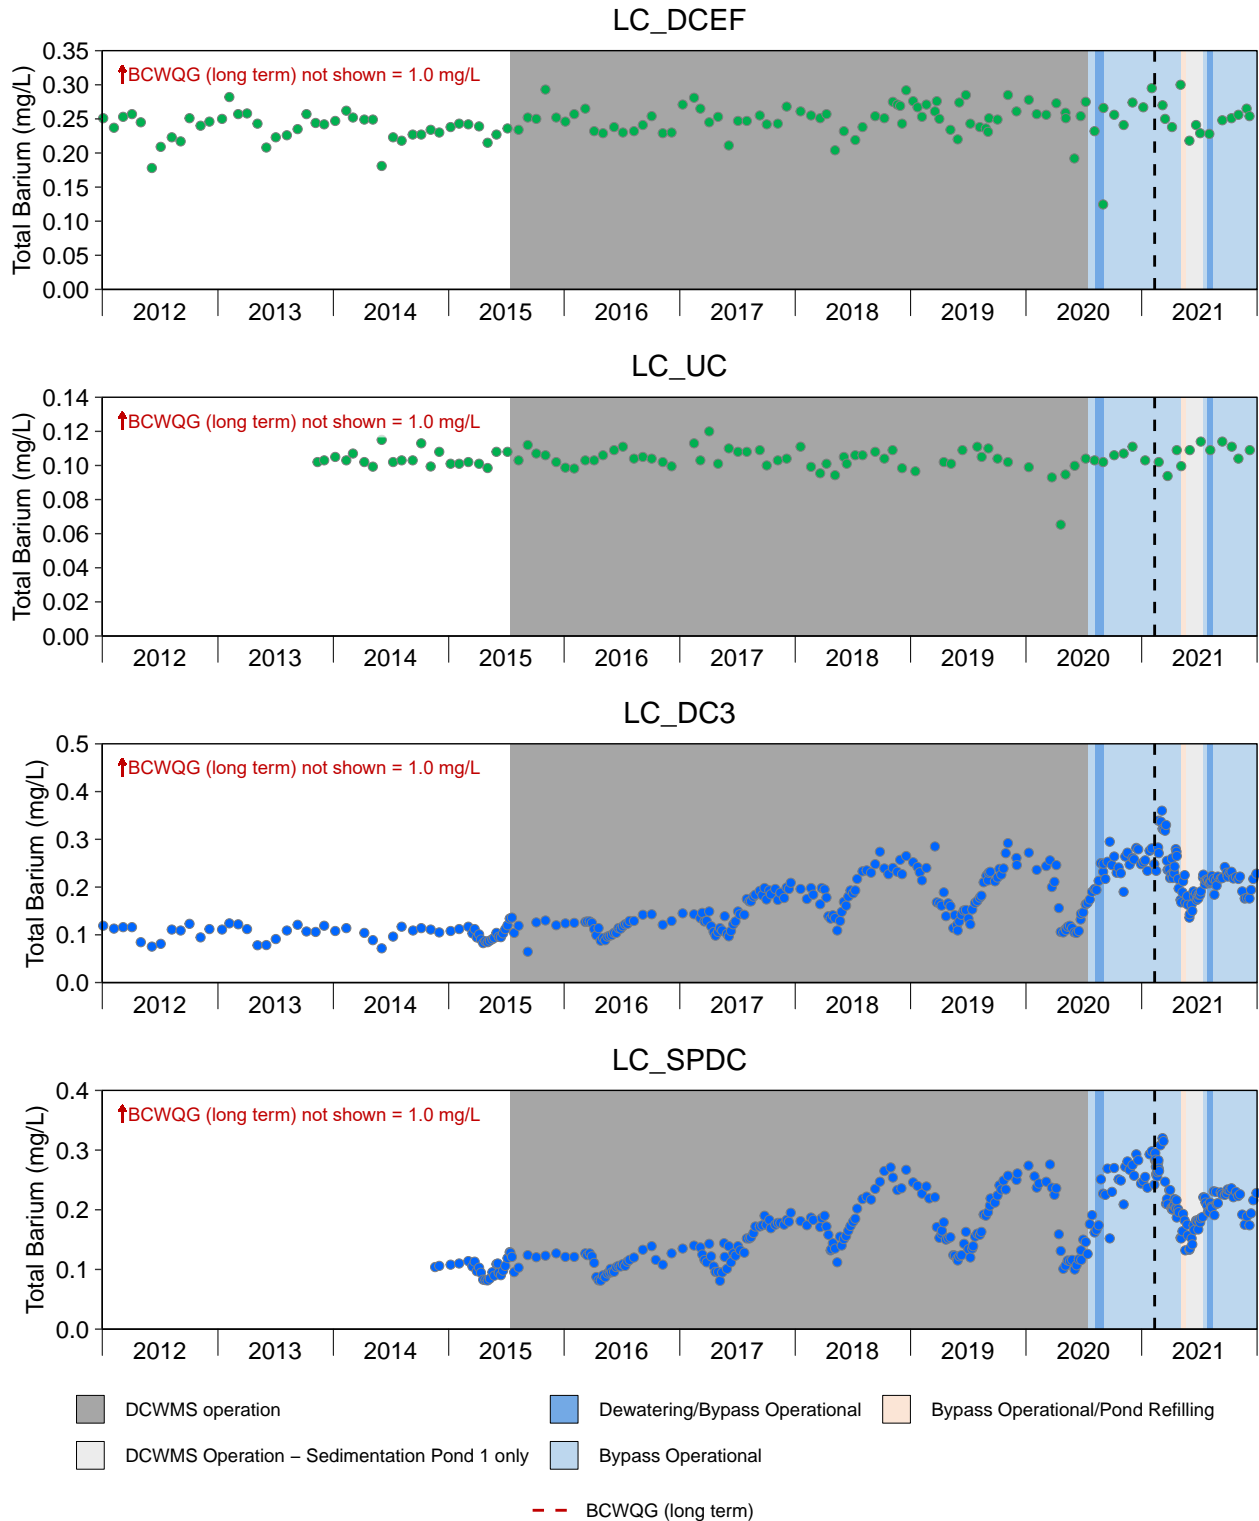 LC_DCEF
Total Barium (mg/L)
0.35
0.30
0.25
0.20
0.15
0.10
0.05
0.00
BCWQG (long term) not shown = 1.0 mg/L
2012 2013 2014 2015 2016 2017 2018 2019 2020 2021
LC_UC
Total Barium (mg/L)
0.14
0.12
0.10
0.08
0.06
0.04
0.02
0.00
BCWQG (long term) not shown = 1.0 mg/L
2012 2013 2014 2015 2016 2017 2018 2019 2020 2021
LC_DC3
Total Barium (mg/L)
0.5
0.4
0.3
0.2
0.1
0.0
BCWQG (long term) not shown = 1.0 mg/L
2012 2013 2014 2015 2016 2017 2018 2019 2020 2021
LC_SPDC
Total Barium (mg/L)
0.4
0.3
0.2
0.1
0.0
BCWQG (long term) not shown = 1.0 mg/L
2012 2013 2014 2015 2016 2017 2018 2019 2020 2021
DCWMS operation
Dewatering/Bypass Operational
Bypass Operational/Pond Refilling
DCWMS Operation – Sedimentation Pond 1 only
Bypass Operational
BCWQG (long term)